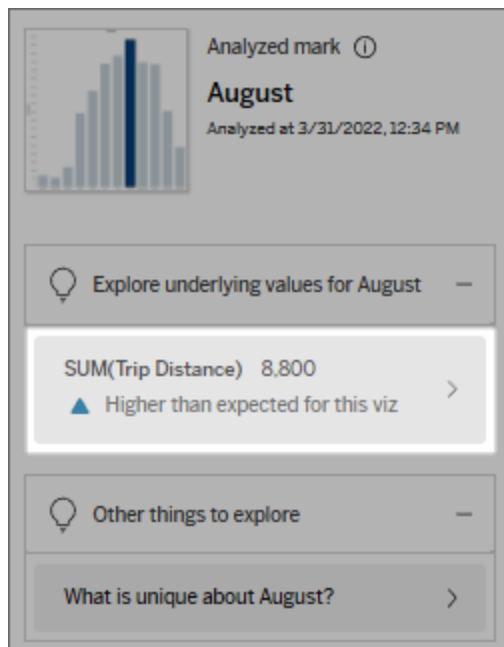 Analyzed mark
August
Analyzed at 3/31/2022, 12:34 PM
Explore underlying values for August
SUM(Trip Distance) 8,800
Higher than expected for this viz
Other things to explore
What is unique about August?